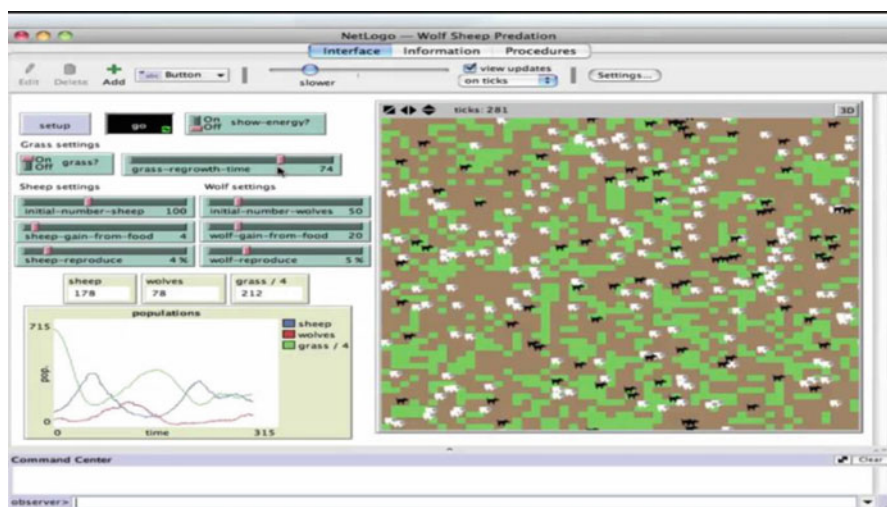 NetLogo — Wolf Sheep Predation
Interface Information Procedures
Edit Delete Add abc Button slower view updates on ticks Settings...
setup go On Off show-energy? ticks: 281 3D
Grass settings
On Off grass? grass-regrowth-time 74
Sheep settings Wolf settings
initial-number-sheep 100 initial-number-wolves 50
sheep-gain-from-food 4 wolf-gain-from-food 20
sheep-reproduce 4 % wolf-reproduce 5 %
sheep wolves grass / 4
178 78 212
populations
715 sheep
wolves
grass / 4
pop.
0
0 time 315
Command Center Clear
observer>